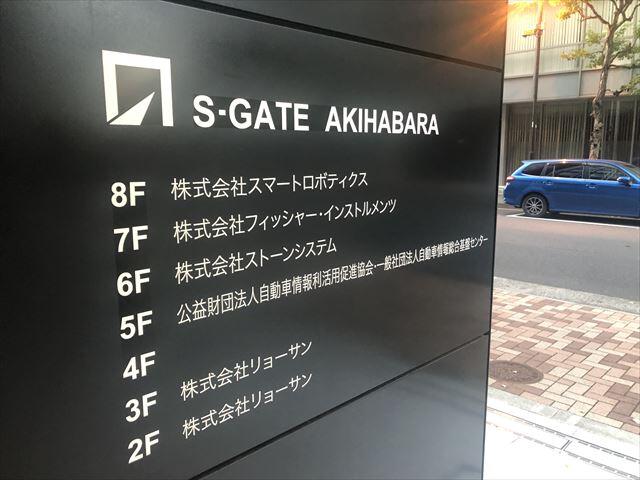 S-GATE AKIHABARA
8F 株式会社スマートロボティクス
7F 株式会社フィッシャー・インストルメンツ
6F 株式会社ストーンシステム
5F 公益財団法人自動車情報利活用促進協会・一般社団法人自動車情報総合基盤センター
4F
3F 株式会社リョーサン
2F 株式会社リョーサン